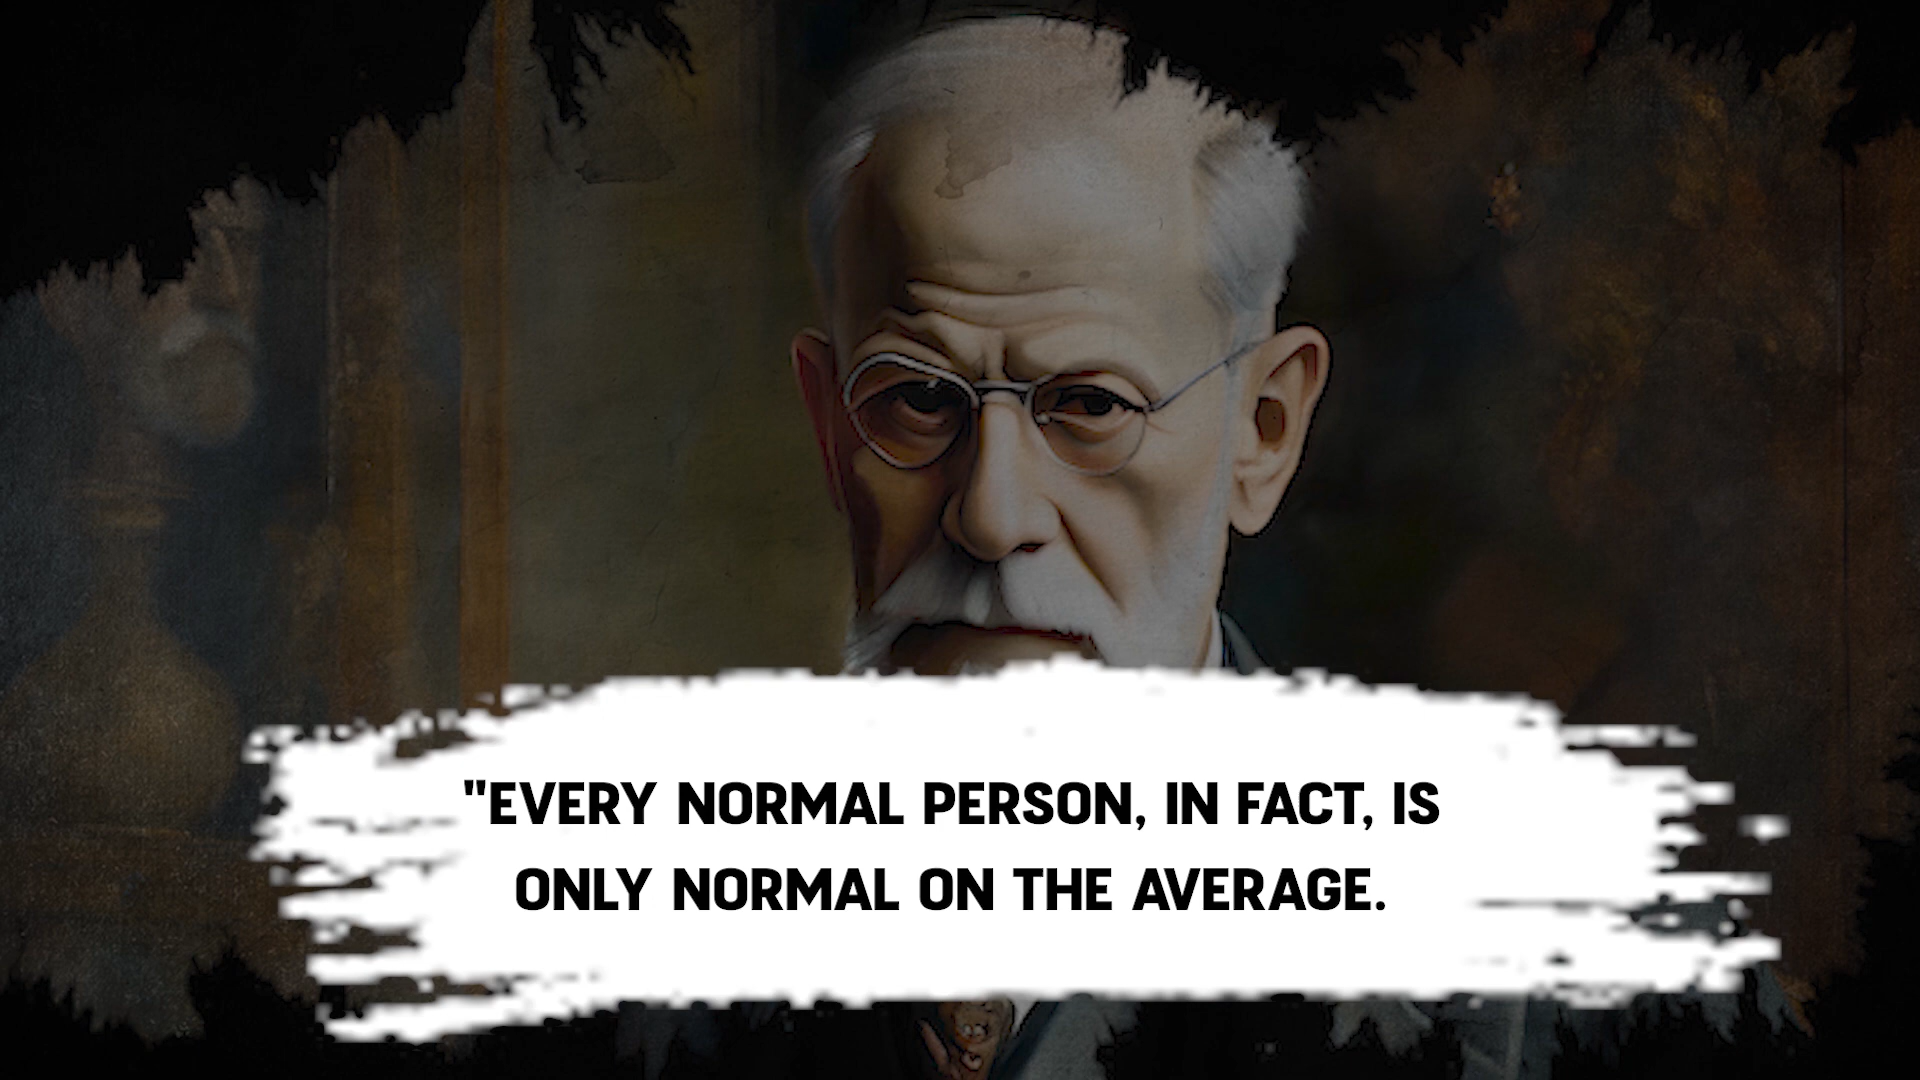 "EVERY NORMAL PERSON, IN FACT, IS
ONLY NORMAL ON THE AVERAGE.